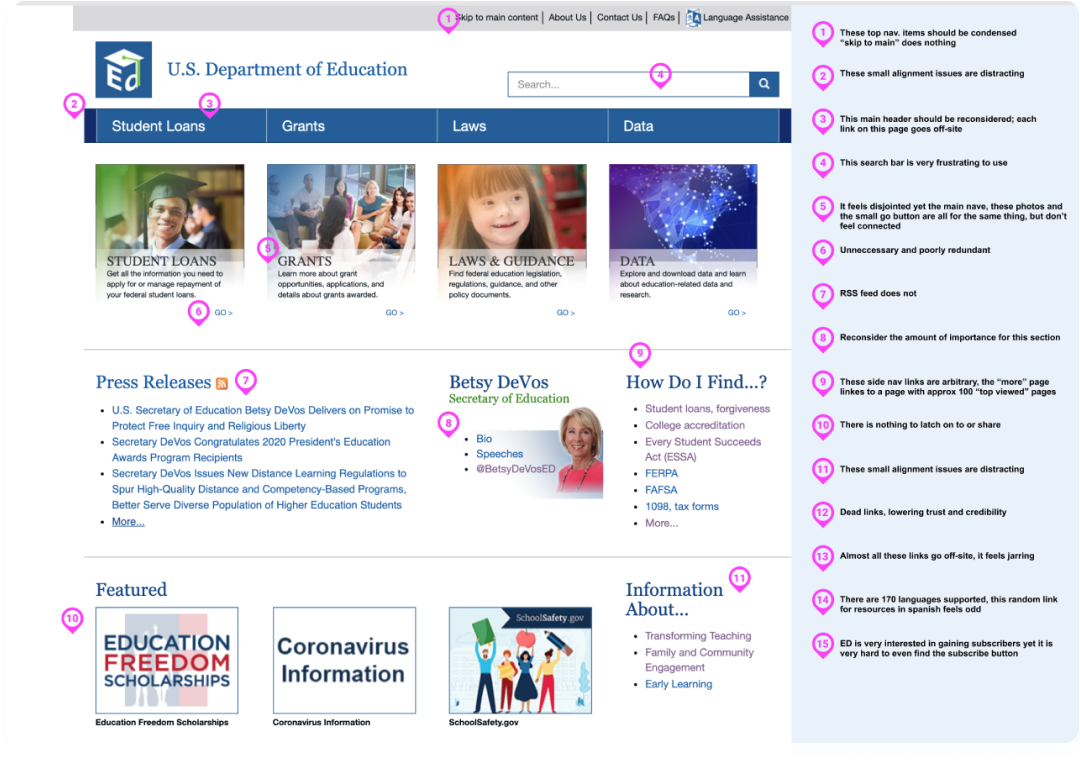 1 Skip to main content | About Us | Contact Us | FAQs | Language Assistance
Ed
U.S. Department of Education
Search...
4
2
3
Student Loans
Grants
Laws
Data
STUDENT LOANS
Get all the information you need to
apply for or manage repayment of
your federal student loans.
6
GO >
5
GRANTS
Learn more about grant
opportunities, applications, and
details about grants awarded.
GO >
LAWS & GUIDANCE
Find federal education legislation,
regulations, guidance, and other
policy documents.
GO >
DATA
Explore and download data and learn
about education-related data and
research.
GO >
Press Releases
7
• U.S. Secretary of Education Betsy DeVos Delivers on Promise to
Protect Free Inquiry and Religious Liberty
• Secretary DeVos Congratulates 2020 President's Education
Awards Program Recipients
• Secretary DeVos Issues New Distance Learning Regulations to
Spur High-Quality Distance and Competency-Based Programs,
Better Serve Diverse Population of Higher Education Students
• More...
Betsy DeVos
Secretary of Education
8
• Bio
• Speeches
• @BetsyDeVosED
9
How Do I Find...?
• Student loans, forgiveness
• College accreditation
• Every Student Succeeds
Act (ESSA)
• FERPA
• FAFSA
• 1098, tax forms
• More...
Featured
10
EDUCATION
FREEDOM
SCHOLARSHIPS
Education Freedom Scholarships
Coronavirus
Information
Coronavirus Information
SchoolSafety.gov
SchoolSafety.gov
Information
About...
11
• Transforming Teaching
• Family and Community
Engagement
• Early Learning
1 These top nav. items should be condensed
“skip to main” does nothing
2 These small alignment issues are distracting
3 This main header should be reconsidered; each
link on this page goes off-site
4 This search bar is very frustrating to use
5 It feels disjointed yet the main nave, these photos and
the small go button are all for the same thing, but don’t
feel connected
6 Unneccessary and poorly redundant
7 RSS feed does not
8 Reconsider the amount of importance for this section
9 These side nav links are arbitrary, the “more” page
linkes to a page with approx 100 “top viewed” pages
10 There is nothing to latch on to or share
11 These small alignment issues are distracting
12 Dead links, lowering trust and credibility
13 Almost all these links go off-site, it feels jarring
14 There are 170 languages supported, this random link
for resources in spanish feels odd
15 ED is very interested in gaining subscribers yet it is
very hard to even find the subscribe button